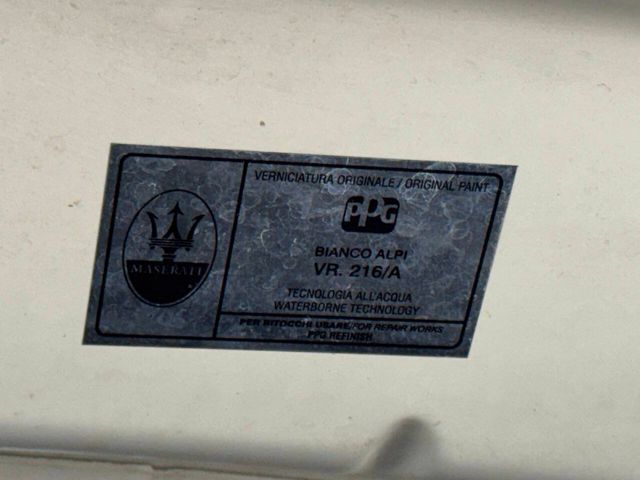 VERNICIATURA ORIGINALE / ORIGINAL PAINT
PPG
MASERATI
BIANCO ALPI
VR. 216/A
TECNOLOGIA ALL'ACQUA
WATERBORNE TECHNOLOGY
PER RITOCCHI USARE/FOR REPAIR WORKS
PPG REFINISH